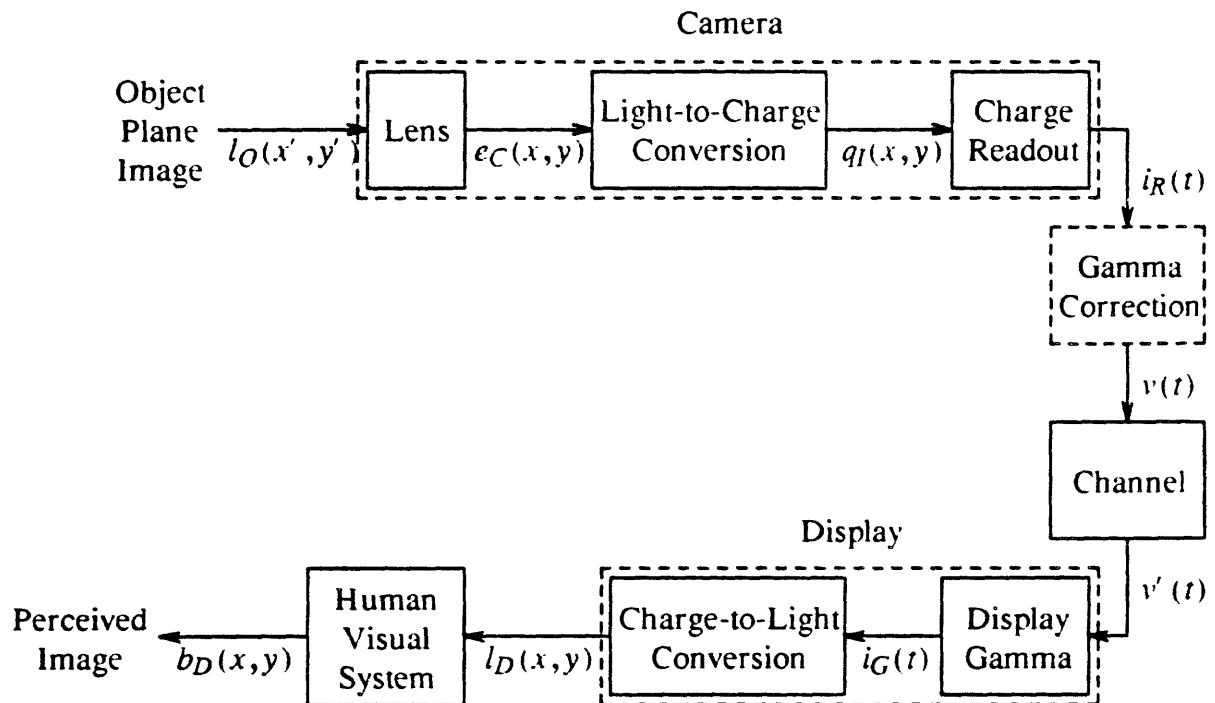 Camera
Object
Plane
Image
l_O(x', y')
Lens
e_C(x, y)
Light-to-Charge
Conversion
q_I(x, y)
Charge
Readout
i_R(t)
Gamma
Correction
v(t)
Channel
v'(t)
Display
Display
Gamma
i_G(t)
Charge-to-Light
Conversion
l_D(x, y)
Human
Visual
System
b_D(x, y)
Perceived
Image